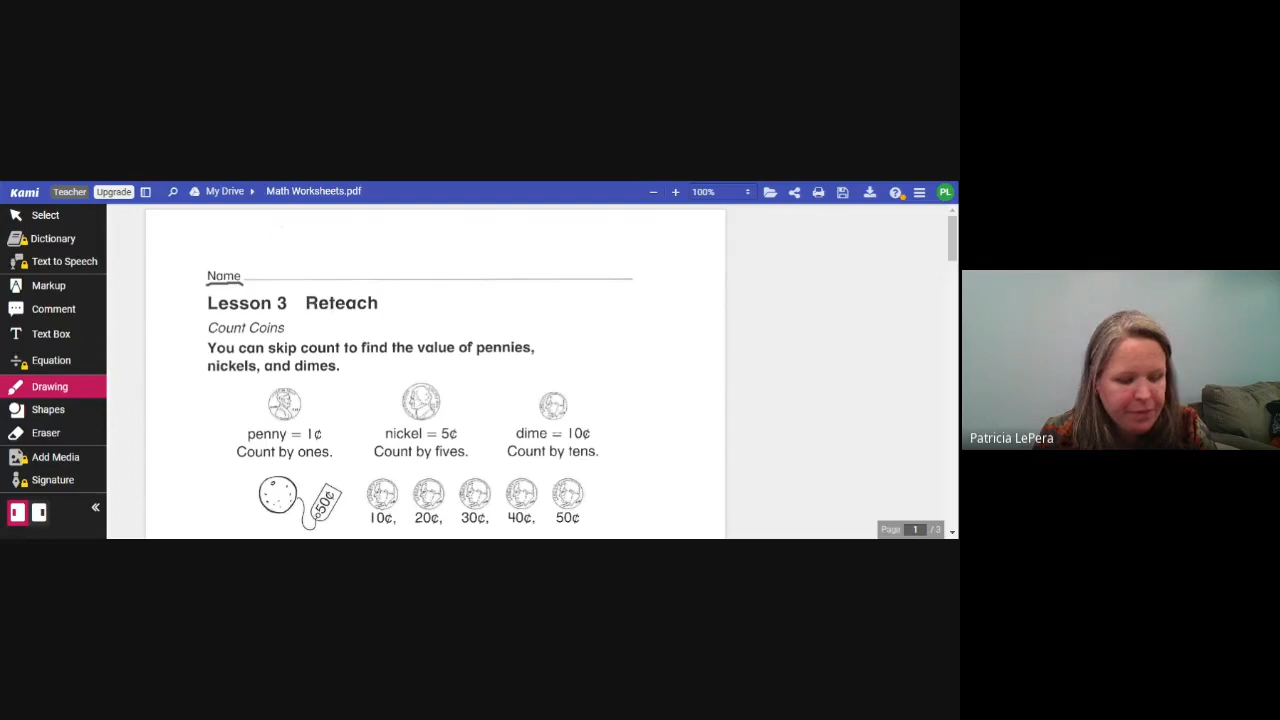 Kami Teacher Upgrade My Drive Math Worksheets.pdf 100% PL
Select
Dictionary
Text to Speech
Markup
Comment
Text Box
Equation
Drawing
Shapes
Eraser
Add Media
Signature
Name
Lesson 3 Reteach
Count Coins
You can skip count to find the value of pennies,
nickels, and dimes.
penny = 1¢ nickel = 5¢ dime = 10¢
Count by ones. Count by fives. Count by tens.
50¢
10¢, 20¢, 30¢, 40¢, 50¢
Page 1 / 3
Patricia LePera